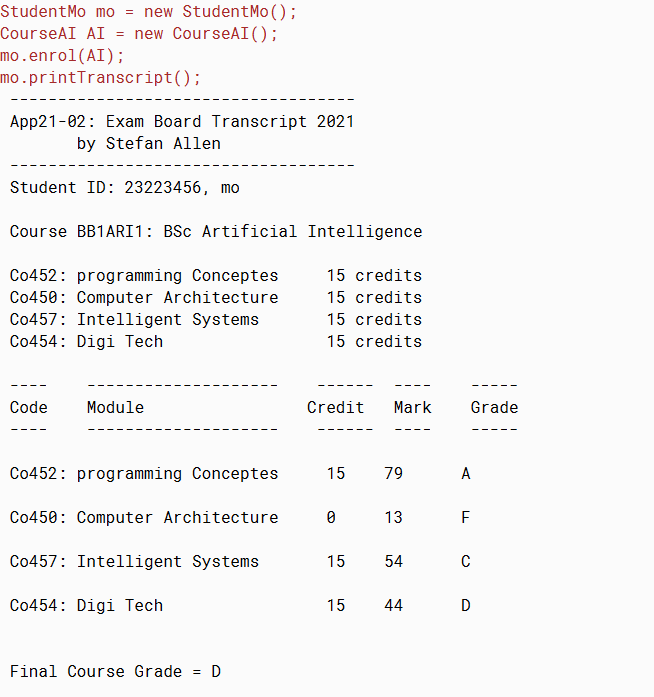 StudentMo mo = new StudentMo();
CourseAI AI = new CourseAI();
mo.enrol(AI);
mo.printTranscript();
------------------------------------
App21-02: Exam Board Transcript 2021
by Stefan Allen
------------------------------------
Student ID: 23223456, mo
Course BB1ARI1: BSc Artificial Intelligence
Co452: programming Conceptes     15 credits
Co450: Computer Architecture     15 credits
Co457: Intelligent Systems       15 credits
Co454: Digi Tech                 15 credits
----    --------------------    ------  ----    -----
Code    Module                 Credit   Mark    Grade
----    --------------------    ------  ----    -----
Co452: programming Conceptes     15    79      A
Co450: Computer Architecture     0     13      F
Co457: Intelligent Systems       15    54      C
Co454: Digi Tech                 15    44      D
Final Course Grade = D